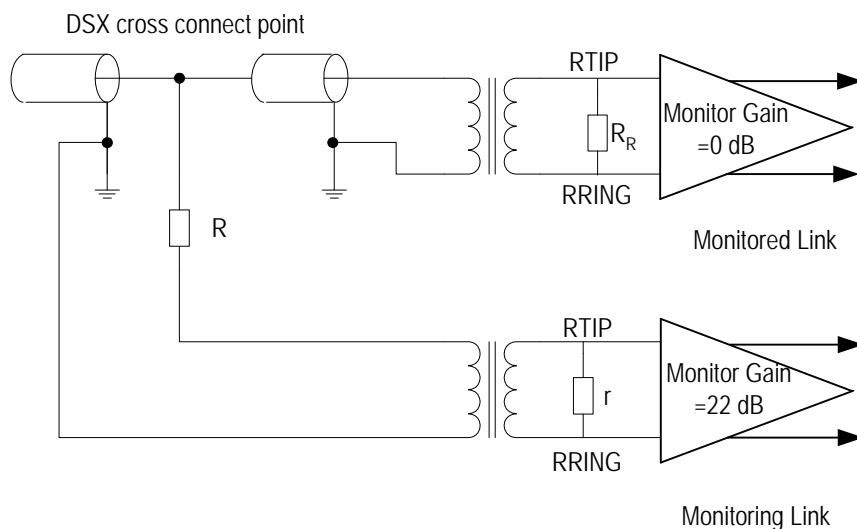 DSX cross connect point
RTIP
Monitor Gain
=0 dB
RR
RRING
R
Monitored Link
RTIP
Monitor Gain
=22 dB
r
RRING
Monitoring Link